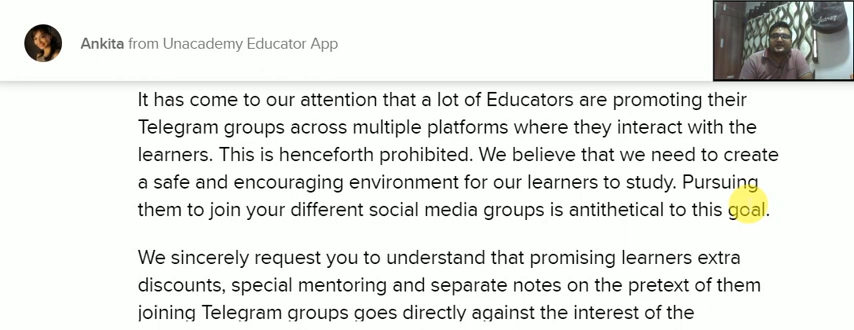 Ankita from Unacademy Educator App
It has come to our attention that a lot of Educators are promoting their
Telegram groups across multiple platforms where they interact with the
learners. This is henceforth prohibited. We believe that we need to create
a safe and encouraging environment for our learners to study. Pursuing
them to join your different social media groups is antithetical to this goal.
We sincerely request you to understand that promising learners extra
discounts, special mentoring and separate notes on the pretext of them
joining Telegram groups goes directly against the interest of the